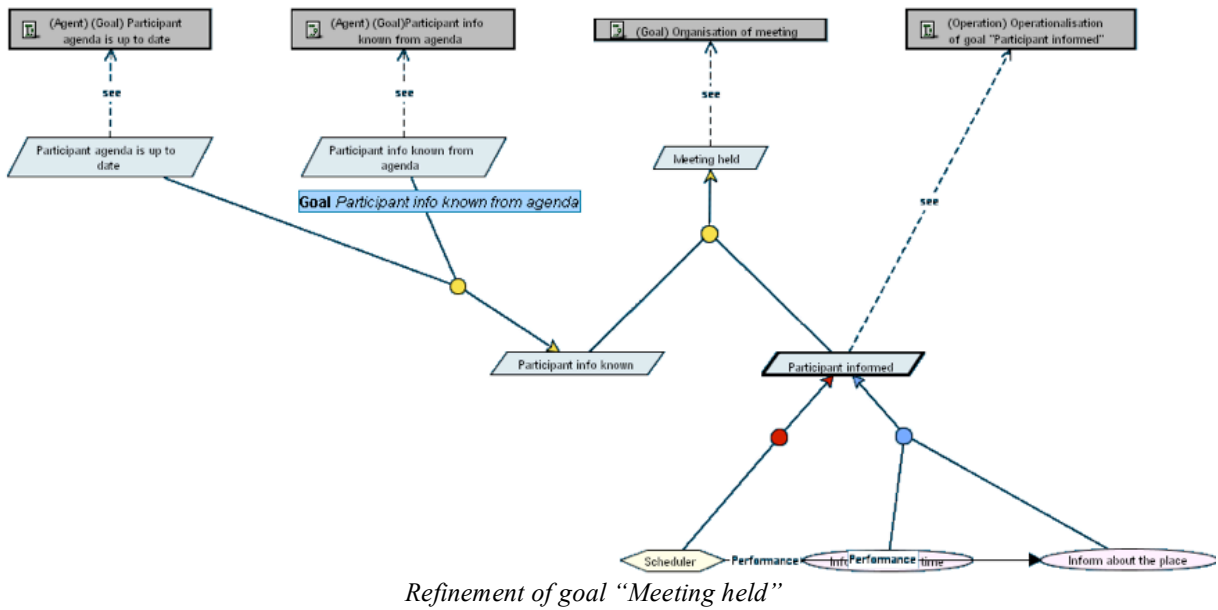 (Agent) (Goal) Participant
agenda is up to date
(Agent) (Goal)Participant info
known from agenda
(Goal) Organisation of meeting
(Operation) Operationalisation
of goal "Participant informed"
see
see
see
see
Participant agenda is up to
date
Participant info known from
agenda
Meeting held
Goal Participant info known from agenda
Participant info known
Participant informed
Scheduler
Performance
Performance
time
Inform about the place
Refinement of goal “Meeting held”